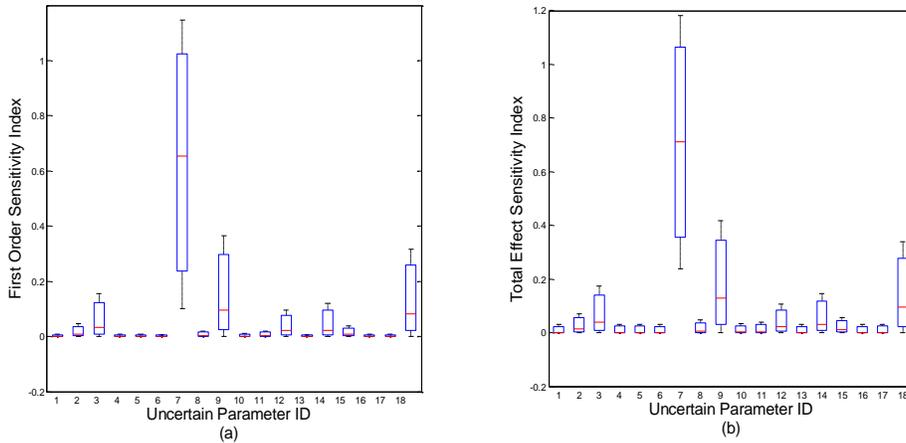 First Order Sensitivity Index
1
0.8
0.6
0.4
0.2
0
-0.2
1 2 3 4 5 6 7 8 9 10 11 12 13 14 15 16 17 18
Uncertain Parameter ID
(a)
Total Effect Sensitivity Index
1.2
1
0.8
0.6
0.4
0.2
0
-0.2
1 2 3 4 5 6 7 8 9 10 11 12 13 14 15 16 17 18
Uncertain Parameter ID
(b)